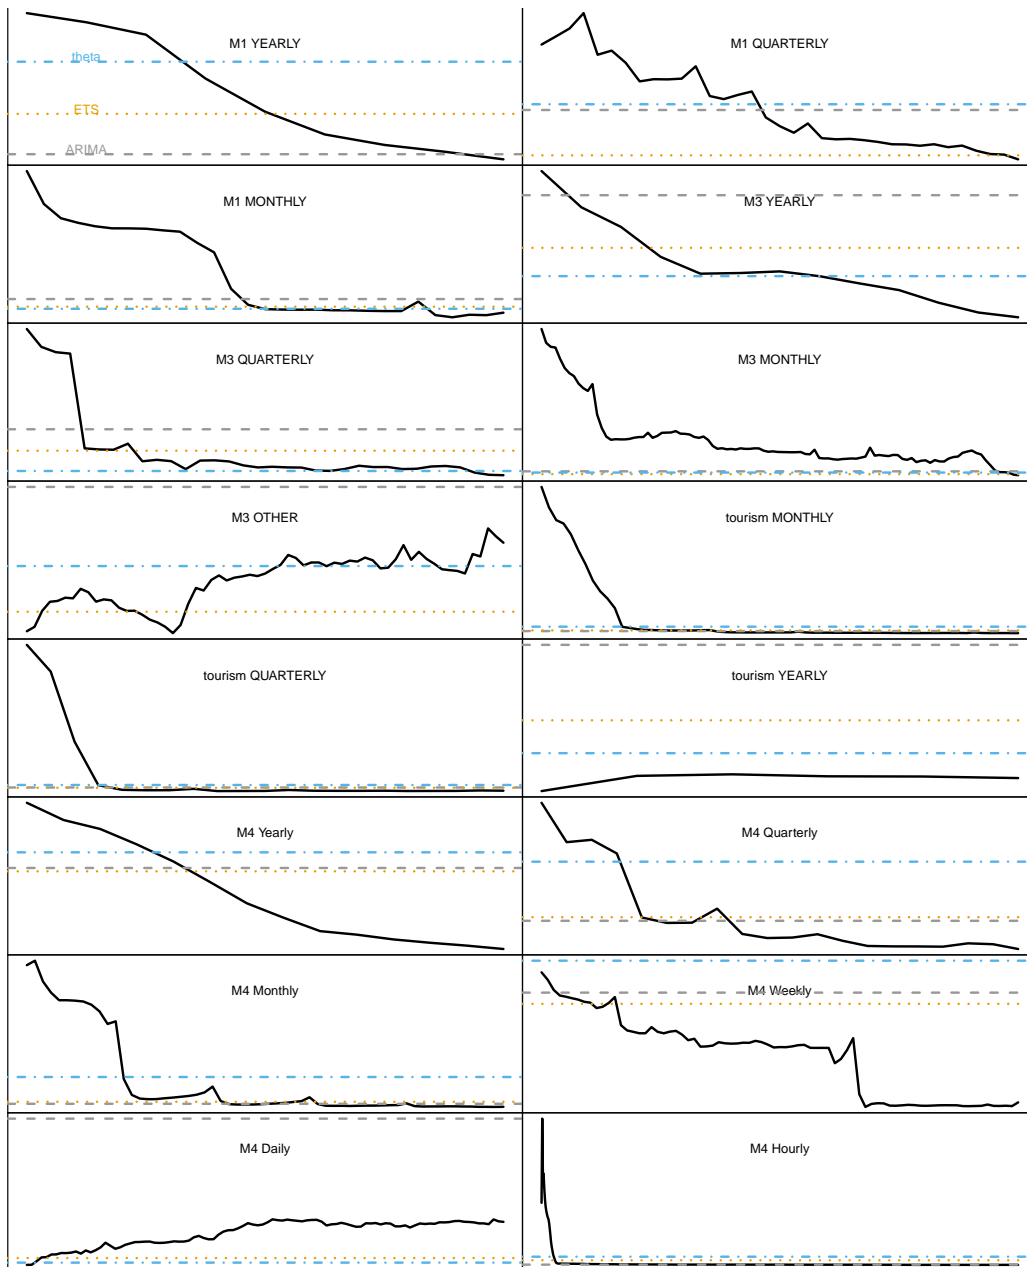 M1 YEARLY
theta
ETS
ARIMA
M1 QUARTERLY
M1 MONTHLY
M3 YEARLY
M3 QUARTERLY
M3 MONTHLY
M3 OTHER
tourism MONTHLY
tourism QUARTERLY
tourism YEARLY
M4 Yearly
M4 Quarterly
M4 Monthly
M4 Weekly
M4 Daily
M4 Hourly